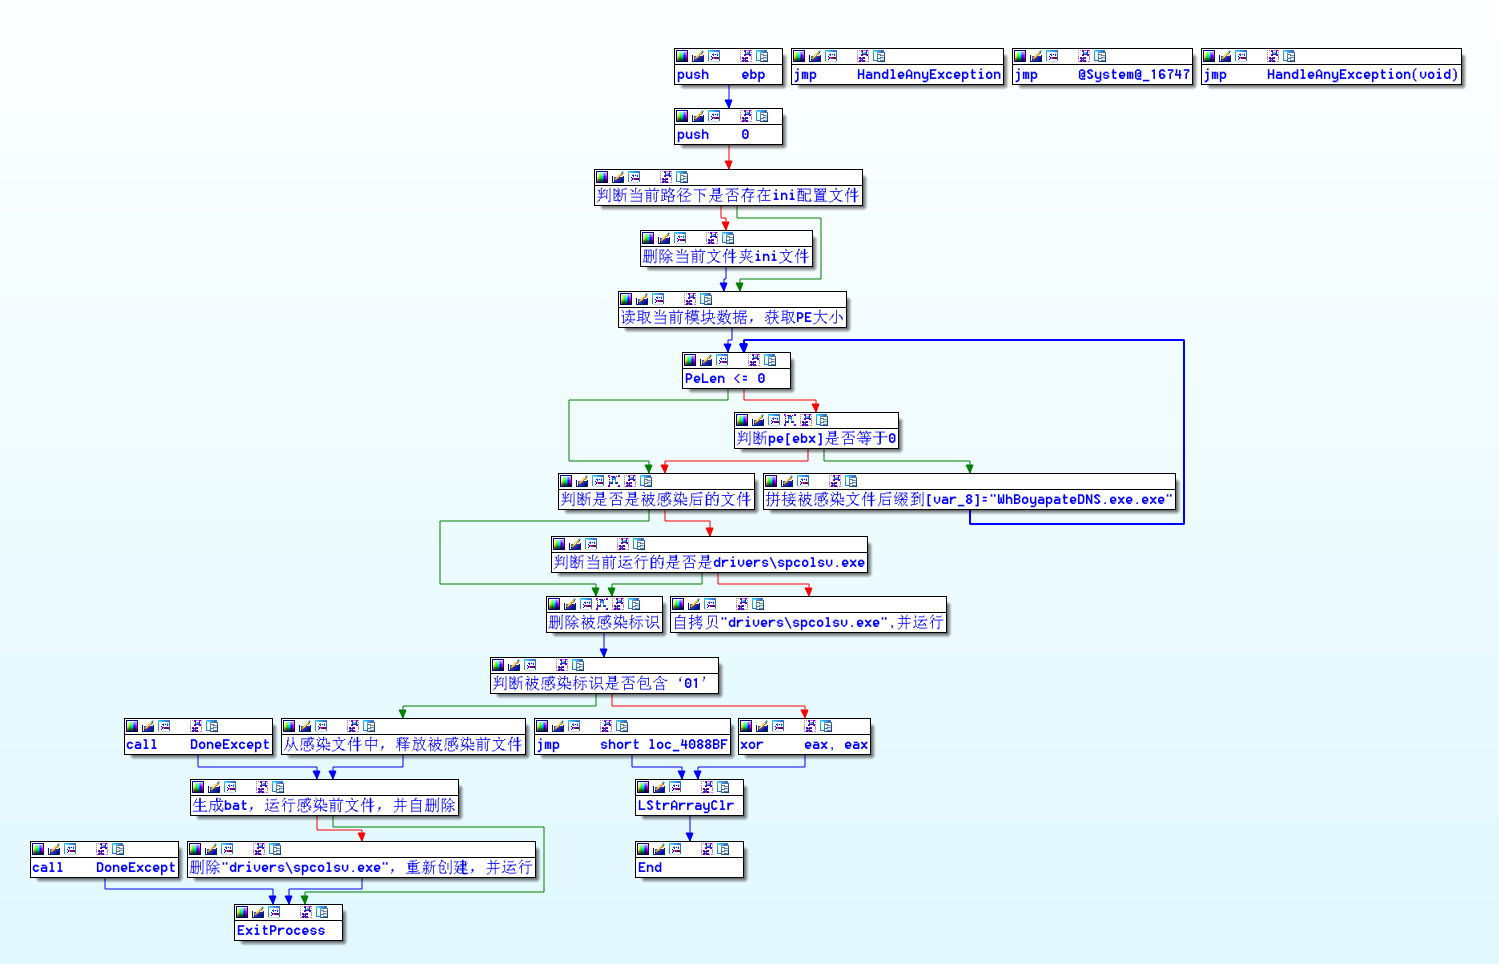 push ebp
jmp HandleAnyException
jmp @System@_16747
jmp HandleAnyException(void)
push 0
判断当前路径下是否存在ini配置文件
删除当前文件夹ini文件
读取当前模块数据，获取PE大小
PeLen <= 0
判断pe[ebx]是否等于0
判断是否是被感染后的文件
拼接被感染文件后缀到[var_8]="WhBoyapateDNS.exe.exe"
判断当前运行的是否是drivers\spcolsv.exe
删除被感染标识
自拷贝"drivers\spcolsv.exe",并运行
判断被感染标识是否包含‘01’
call DoneExcept
从感染文件中，释放被感染前文件
jmp short loc_4088BF
xor eax, eax
生成bat，运行感染前文件，并自删除
LStrArrayClr
call DoneExcept
删除"drivers\spcolsv.exe"，重新创建，并运行
End
ExitProcess